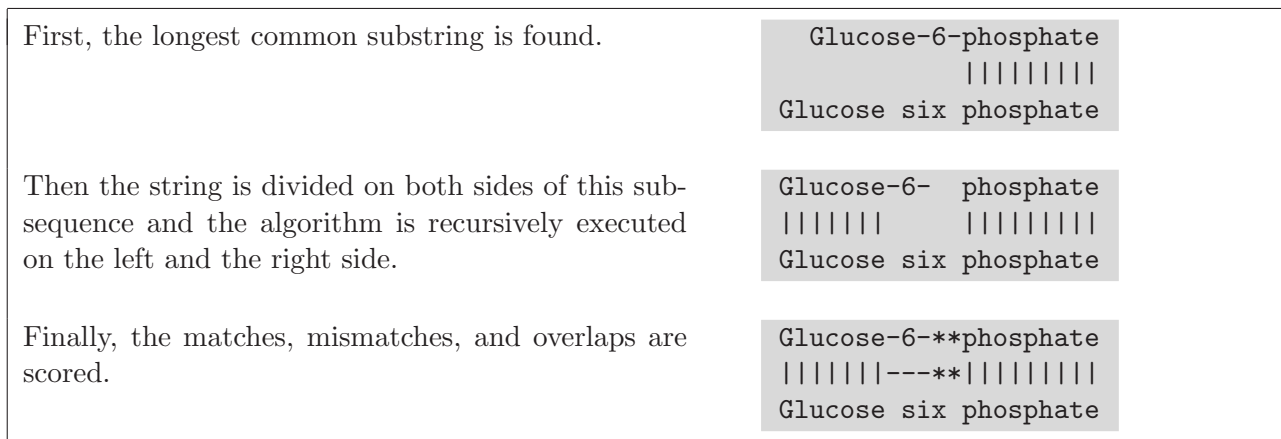 First, the longest common substring is found.
Glucose-6-phosphate
|||||||||
Glucose six phosphate
Then the string is divided on both sides of this sub-
sequence and the algorithm is recursively executed
on the left and the right side.
Glucose-6-  phosphate
|||||||     |||||||||
Glucose six phosphate
Finally, the matches, mismatches, and overlaps are
scored.
Glucose-6-**phosphate
|||||||---**|||||||||
Glucose six phosphate